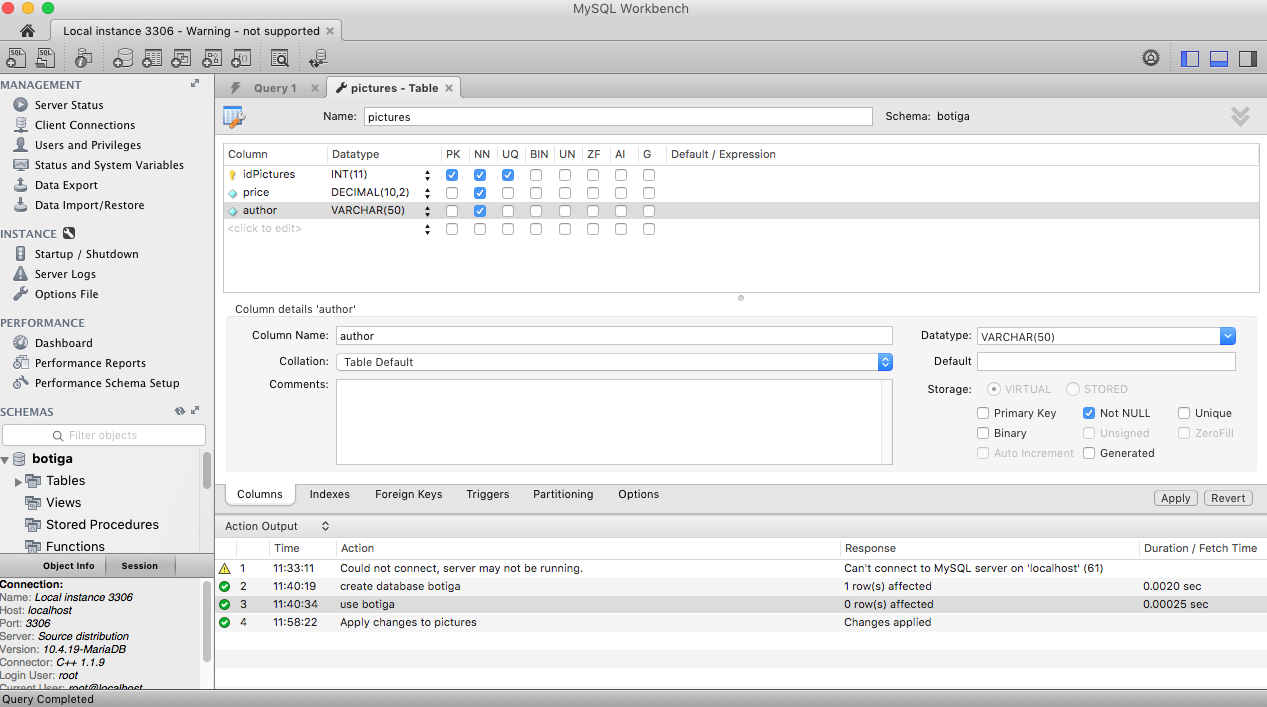 MySQL Workbench
Local instance 3306 - Warning - not supported
SQL SQL
MANAGEMENT
Server Status
Client Connections
Users and Privileges
Status and System Variables
Data Export
Data Import/Restore
INSTANCE
Startup / Shutdown
Server Logs
Options File
PERFORMANCE
Dashboard
Performance Reports
Performance Schema Setup
SCHEMAS
Filter objects
botiga
Tables
Views
Stored Procedures
Functions
Object Info Session
Connection:
Name: Local instance 3306
Host: localhost
Port: 3306
Server: Source distribution
Version: 10.4.19-MariaDB
Connector: C++ 1.1.9
Login User: root
Current User: root@localhost
Query Completed
Query 1 pictures - Table
Name: pictures Schema: botiga
Column Datatype PK NN UQ BIN UN ZF AI G Default / Expression
idPictures INT(11)
price DECIMAL(10,2)
author VARCHAR(50)
<click to edit>
Column details 'author'
Column Name: author Datatype: VARCHAR(50)
Collation: Table Default Default
Comments: Storage: VIRTUAL STORED
Primary Key Not NULL Unique
Binary Unsigned ZeroFill
Auto Increment Generated
Columns Indexes Foreign Keys Triggers Partitioning Options Apply Revert
Action Output
Time Action Response Duration / Fetch Time
1 11:33:11 Could not connect, server may not be running. Can't connect to MySQL server on 'localhost' (61)
2 11:40:19 create database botiga 1 row(s) affected 0.0020 sec
3 11:40:34 use botiga 0 row(s) affected 0.00025 sec
4 11:58:22 Apply changes to pictures Changes applied